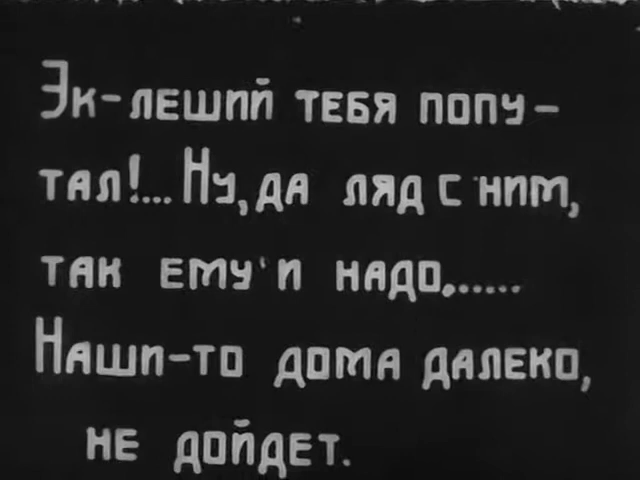 Эк-леший тебя попу-
тал!... Ну, да ляд с ним,
так ему и надо.......
Наши-то дома далеко,
не дойдет.